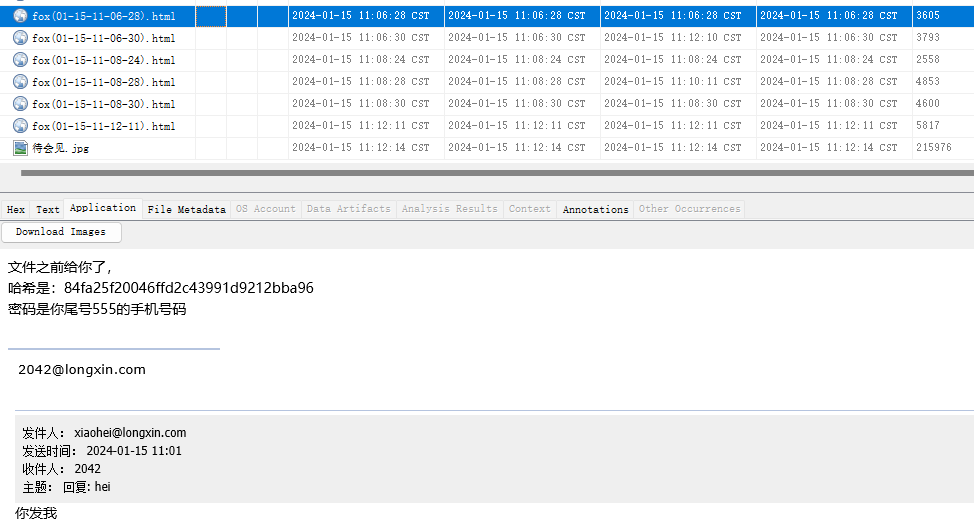 fox(01-15-11-06-28).html 2024-01-15 11:06:28 CST 2024-01-15 11:06:28 CST 2024-01-15 11:06:28 CST 2024-01-15 11:06:28 CST 3605
fox(01-15-11-06-30).html 2024-01-15 11:06:30 CST 2024-01-15 11:06:30 CST 2024-01-15 11:12:10 CST 2024-01-15 11:06:30 CST 3793
fox(01-15-11-08-24).html 2024-01-15 11:08:24 CST 2024-01-15 11:08:24 CST 2024-01-15 11:08:24 CST 2024-01-15 11:08:24 CST 2558
fox(01-15-11-08-28).html 2024-01-15 11:08:28 CST 2024-01-15 11:08:28 CST 2024-01-15 11:10:11 CST 2024-01-15 11:08:28 CST 4853
fox(01-15-11-08-30).html 2024-01-15 11:08:30 CST 2024-01-15 11:08:30 CST 2024-01-15 11:08:30 CST 2024-01-15 11:08:30 CST 4600
fox(01-15-11-12-11).html 2024-01-15 11:12:11 CST 2024-01-15 11:12:11 CST 2024-01-15 11:12:11 CST 2024-01-15 11:12:11 CST 5817
待会见.jpg 2024-01-15 11:12:14 CST 2024-01-15 11:12:14 CST 2024-01-15 11:12:14 CST 2024-01-15 11:12:14 CST 215976
Hex Text Application File Metadata OS Account Data Artifacts Analysis Results Context Annotations Other Occurrences
Download Images
文件之前给你了，
哈希是：84fa25f20046ffd2c43991d9212bba96
密码是你尾号555的手机号码
2042@longxin.com
发件人： xiaohei@longxin.com
发送时间： 2024-01-15 11:01
收件人： 2042
主题： 回复: hei
你发我